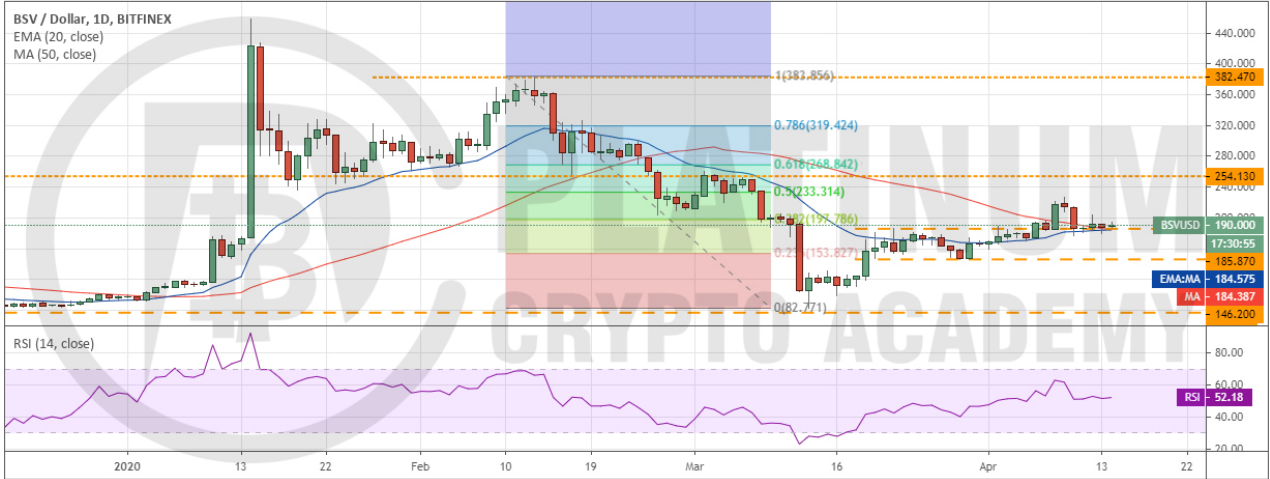 BSV / Dollar, 1D, BITFINEX
EMA (20, close)
MA (50, close)
1(383.856)
0.786(319.424)
0.618(268.842)
0.5(233.314)
0.382(197.786)
0.236(153.827)
0(82.771)
440.000
400.000
382.470
360.000
320.000
280.000
254.130
240.000
200.000
BSVUSD 190.000
17:30:55
185.870
EMA:MA 184.575
MA 184.387
146.200
PLATINUM
CRYPTO ACADEMY
RSI (14, close)
80.00
60.00
RSI 52.18
40.00
20.00
2020 13 22 Feb 10 19 Mar 16 Apr 13 22